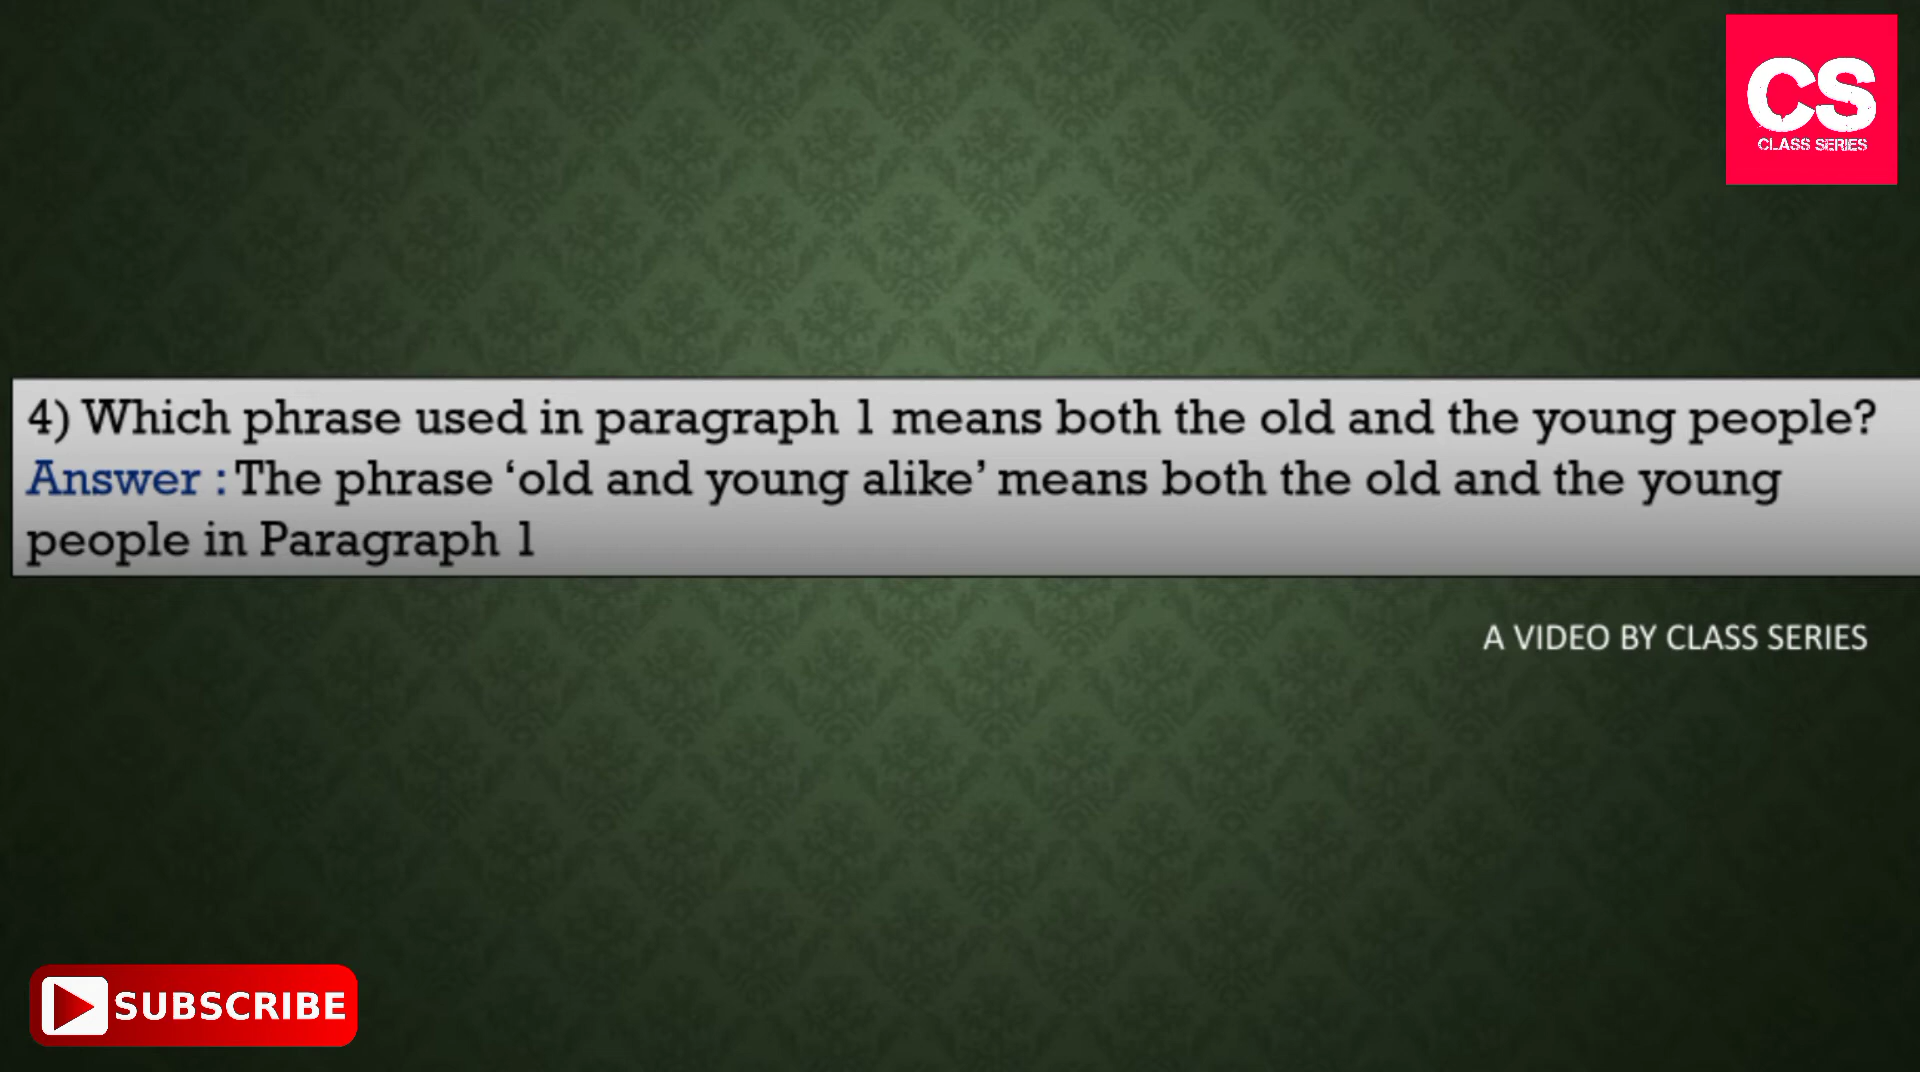 CS
CLASS SERIES
4) Which phrase used in paragraph 1 means both the old and the young people?
Answer : The phrase ‘old and young alike’ means both the old and the young
people in Paragraph 1
A VIDEO BY CLASS SERIES
SUBSCRIBE